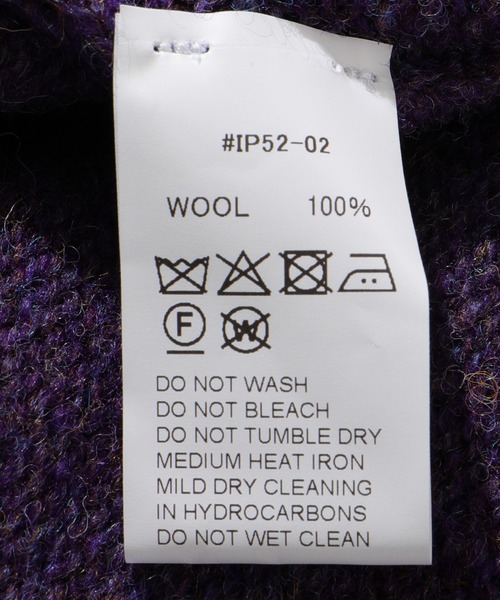 #IP52-02
WOOL 100%
F W
DO NOT WASH
DO NOT BLEACH
DO NOT TUMBLE DRY
MEDIUM HEAT IRON
MILD DRY CLEANING
IN HYDROCARBONS
DO NOT WET CLEAN